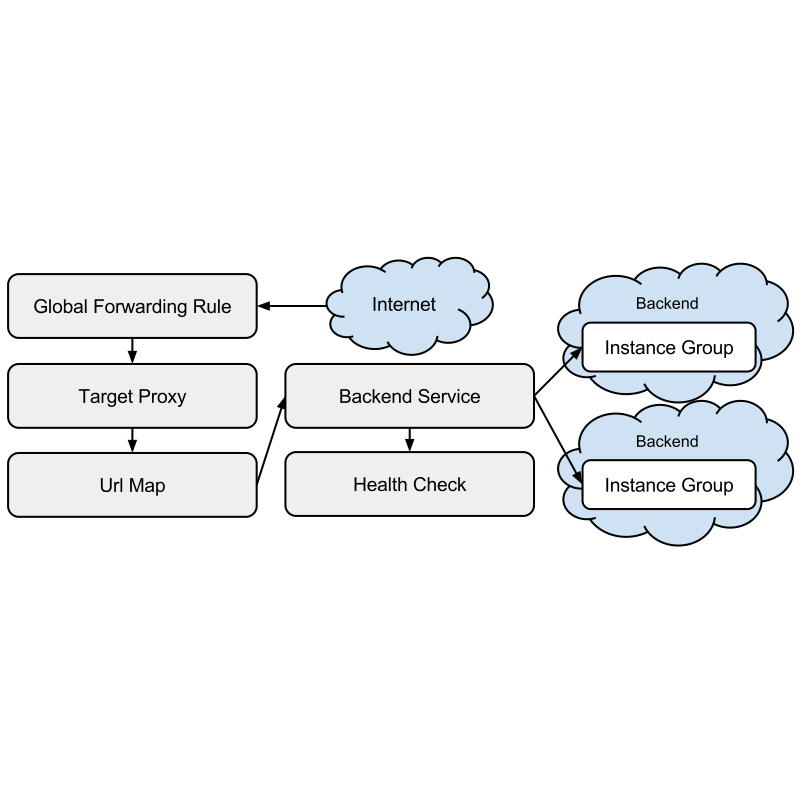 Global Forwarding Rule
Internet
Target Proxy
Url Map
Backend Service
Health Check
Backend
Instance Group
Backend
Instance Group